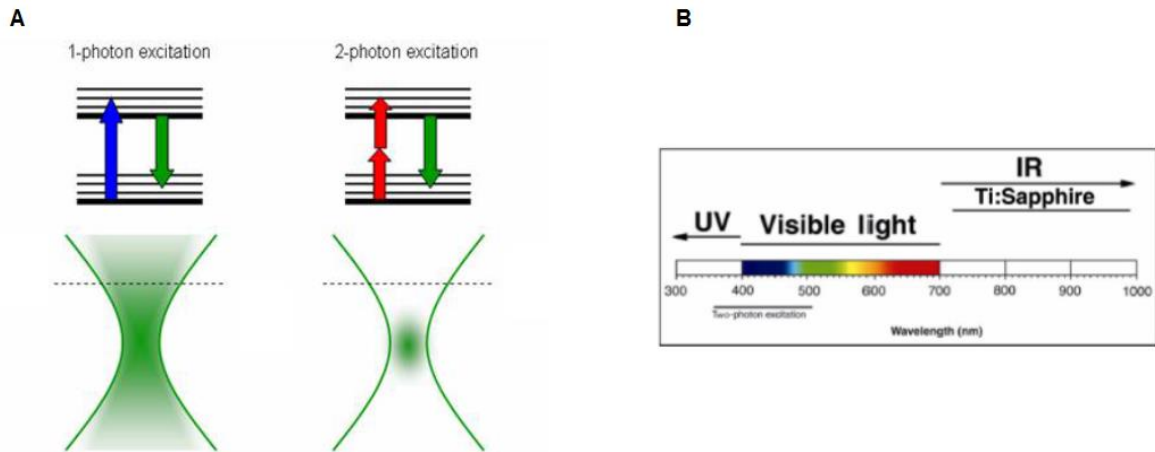 A
B
1-photon excitation
2-photon excitation
IR
Ti:Sapphire
UV
Visible light
300 400 500 600 700 800 900 1000
Two-photon excitation
Wavelength (nm)